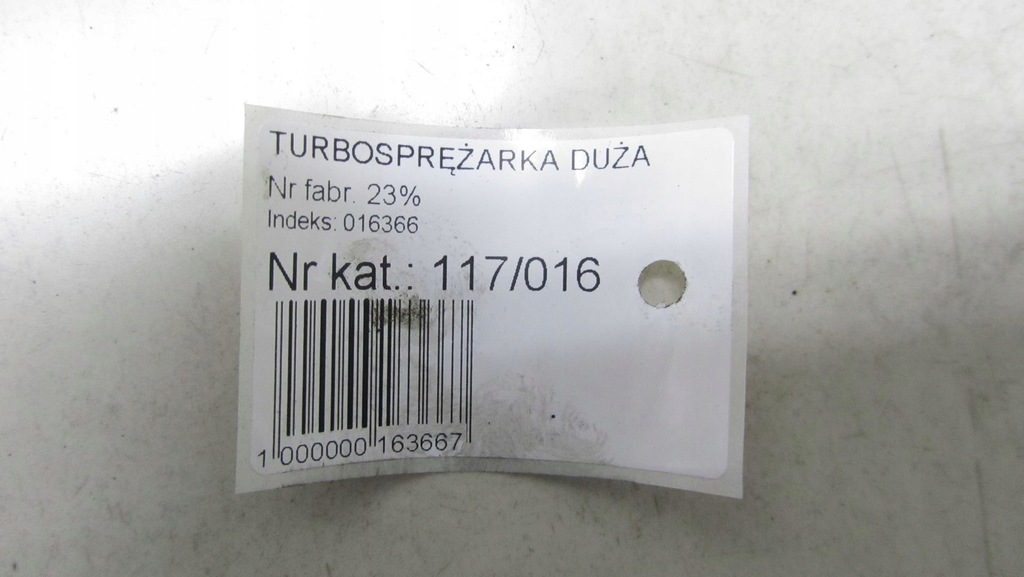 TURBOSPRĘŻARKA DUŻA
Nr fabr. 23%
Indeks: 016366
Nr kat.: 117/016
1 000000 163667